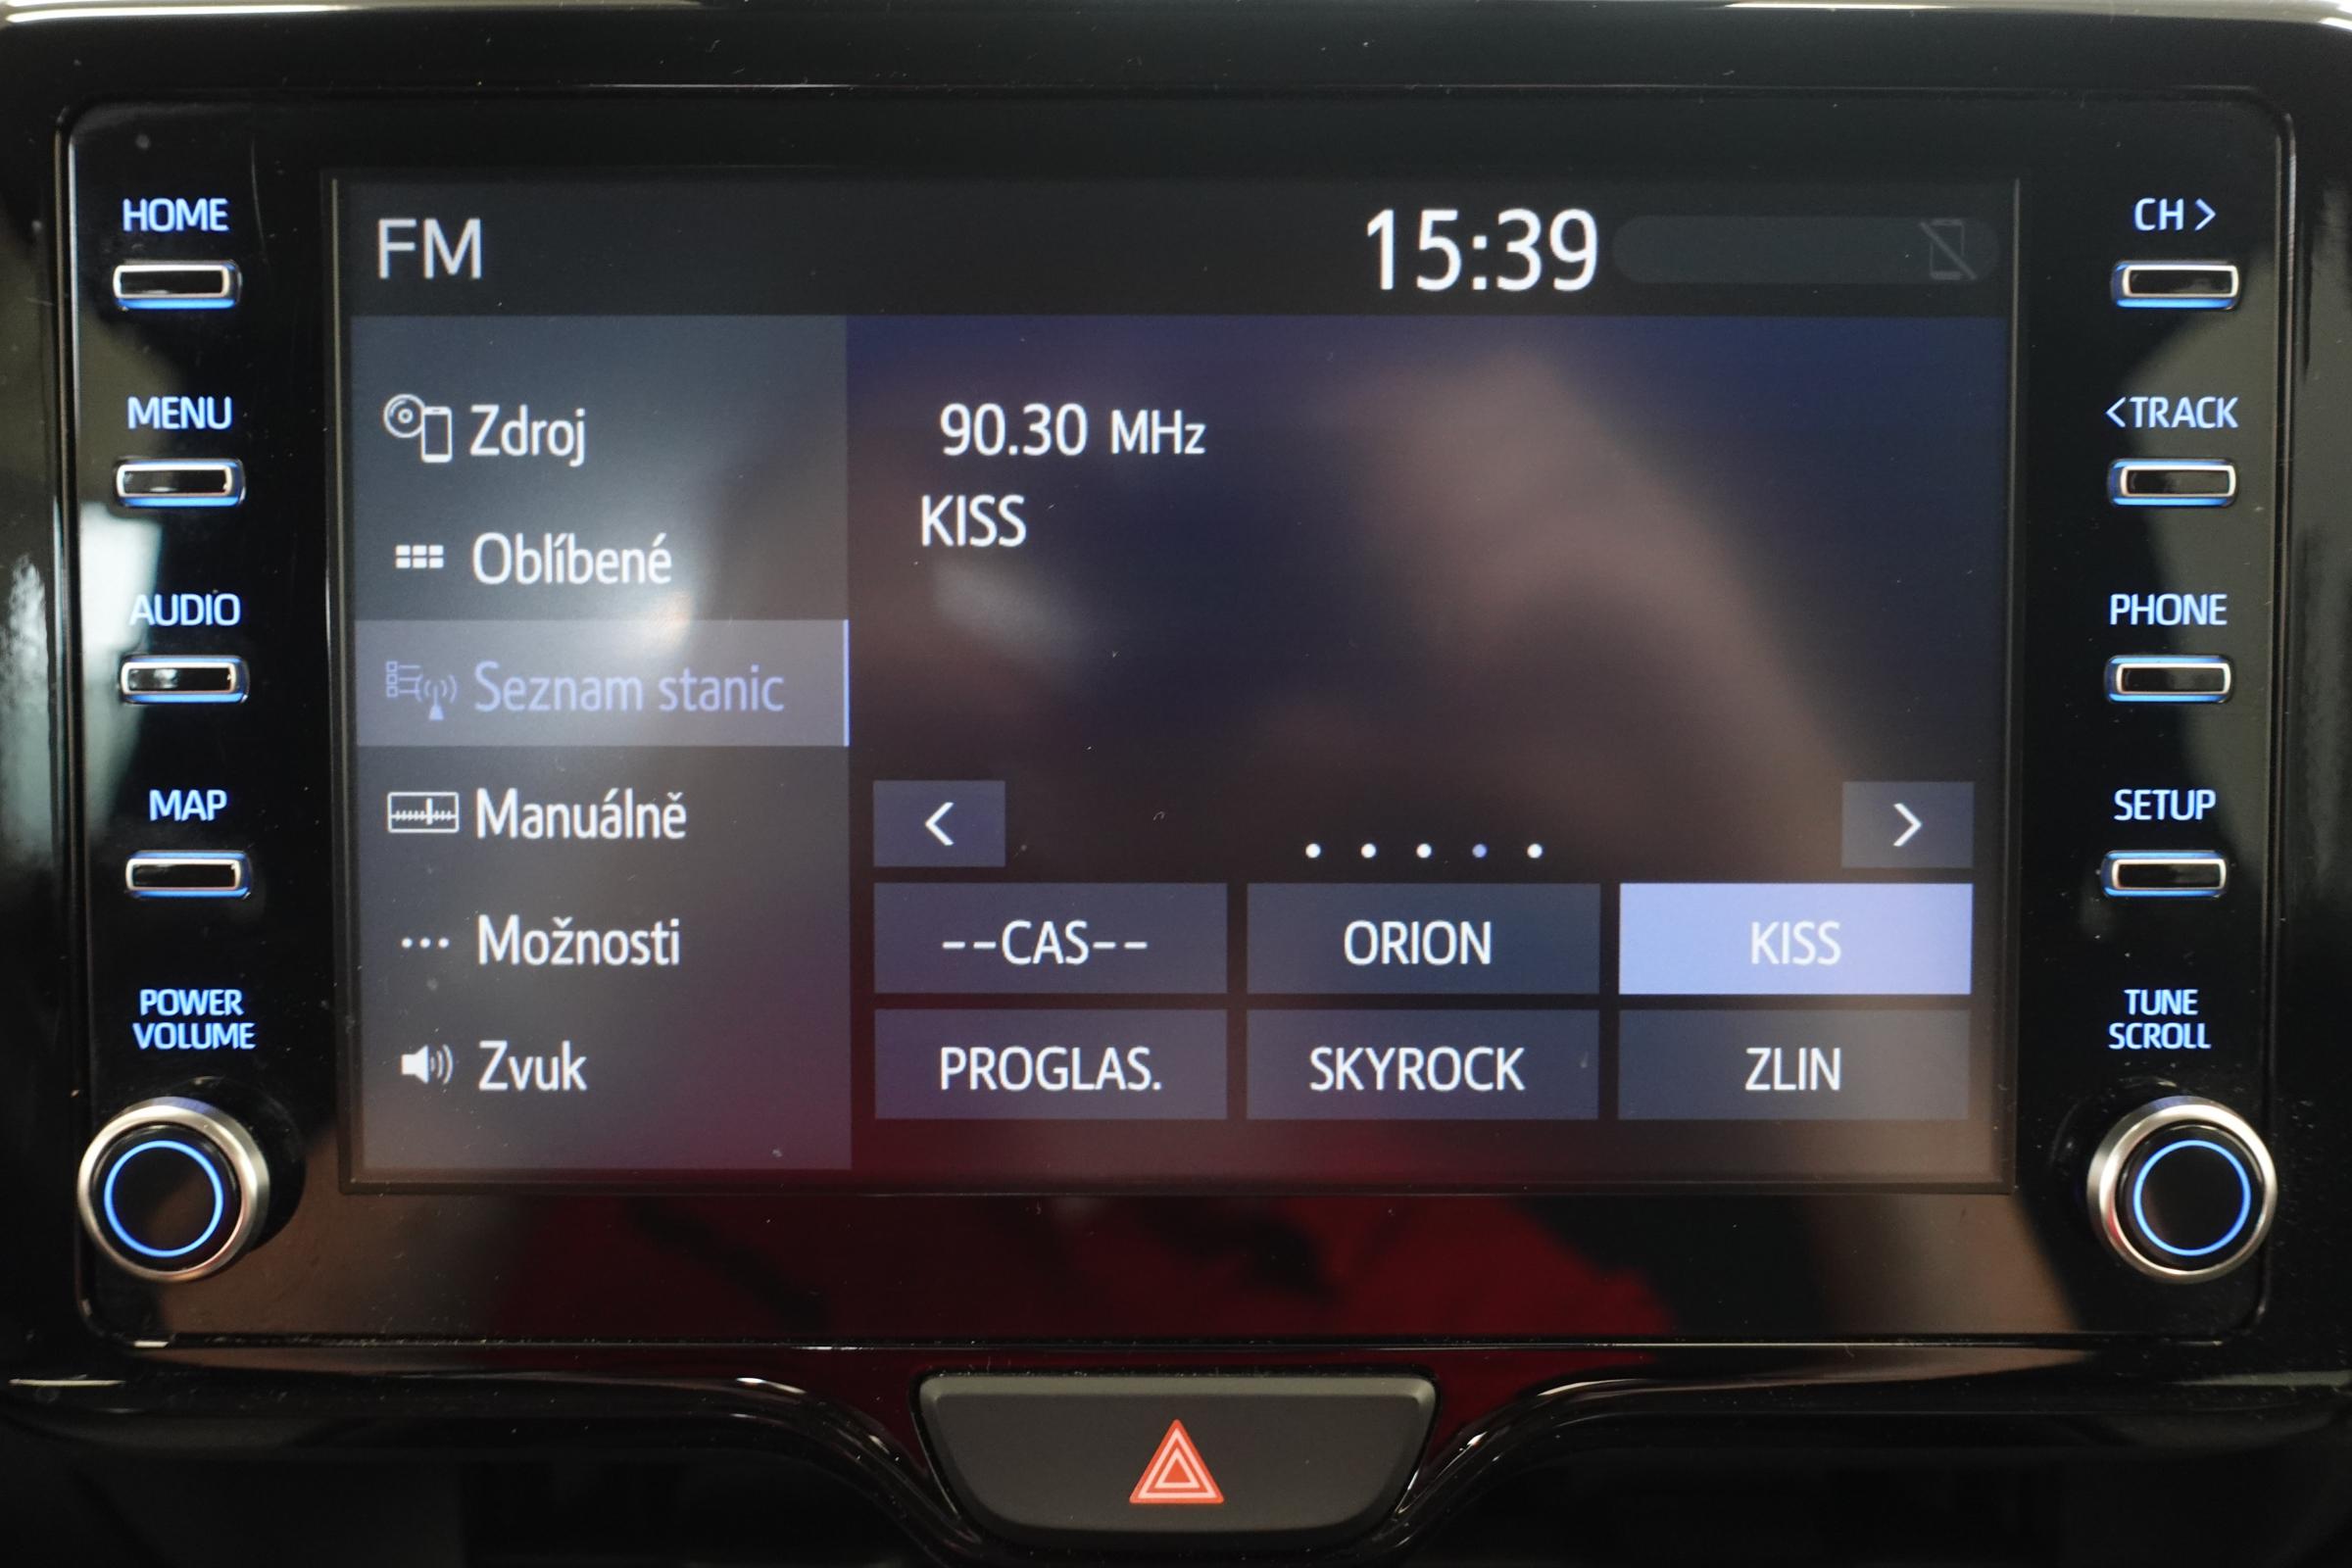 HOME
MENU
AUDIO
MAP
POWER
VOLUME
FM
15:39
Zdroj
Oblíbené
Seznam stanic
Manuálně
Možnosti
Zvuk
90.30 MHz
KISS
--CAS--
ORION
KISS
PROGLAS.
SKYROCK
ZLIN
CH >
<TRACK
PHONE
SETUP
TUNE
SCROLL